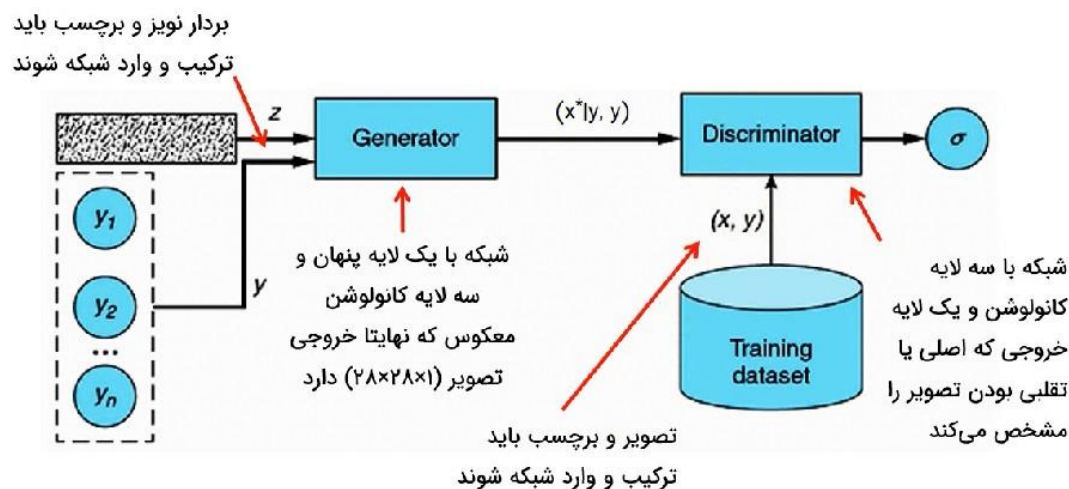 بردار نویز و برچسب باید
ترکیب و وارد شبکه شوند
z
Generator
(x*|y, y)
Discriminator
σ
y1
y2
...
yn
y
(x, y)
شبکه با یک لایه پنهان و
سه لایه کانولوشن
معکوس که نهایتا خروجی
تصویر (۲۸×۲۸×۱) دارد
Training
dataset
شبکه با سه لایه
کانولوشن و یک لایه
خروجی که اصلی یا
تقلبی بودن تصویر را
مشخص می‌کند
تصویر و برچسب باید
ترکیب و وارد شبکه شوند